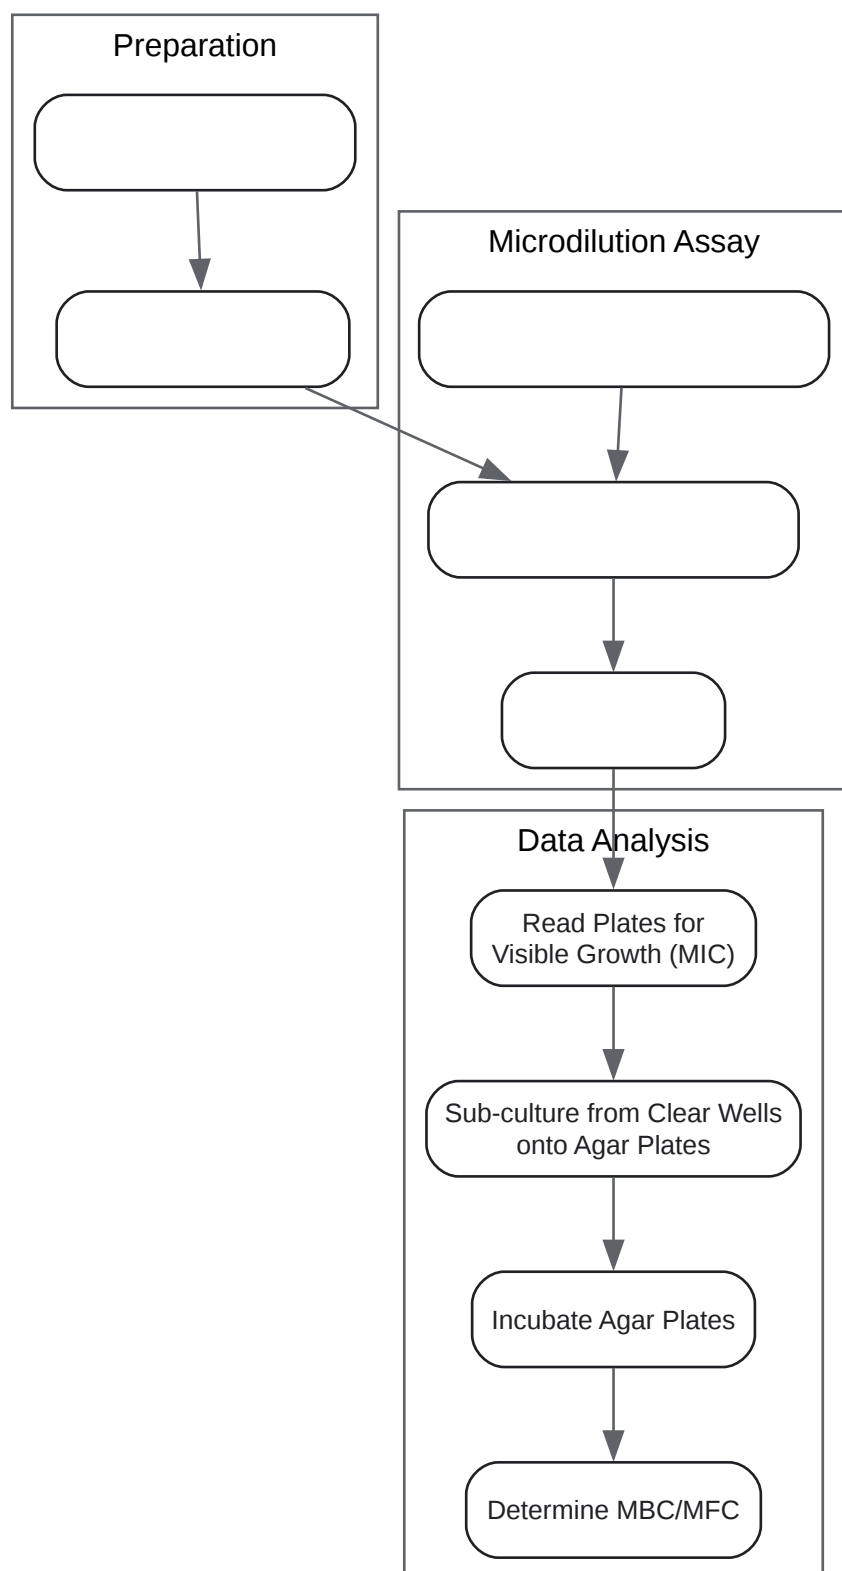 Preparation
Microdilution Assay
Data Analysis
Read Plates for
Visible Growth (MIC)
Sub-culture from Clear Wells
onto Agar Plates
Incubate Agar Plates
Determine MBC/MFC